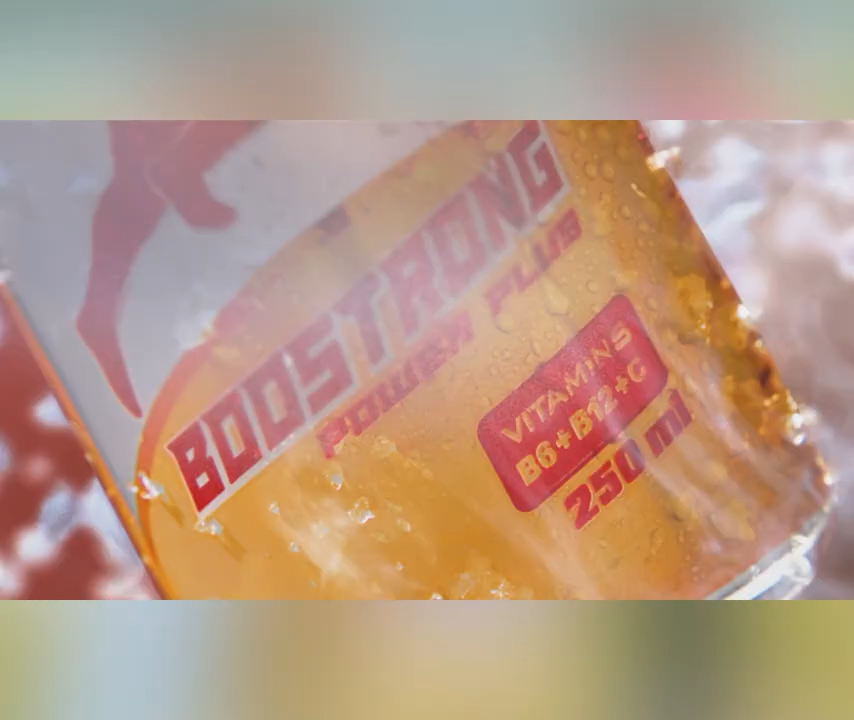 BOOSTRONG
POWER PLUS
VITAMINS
B6+B12+C
250 ml